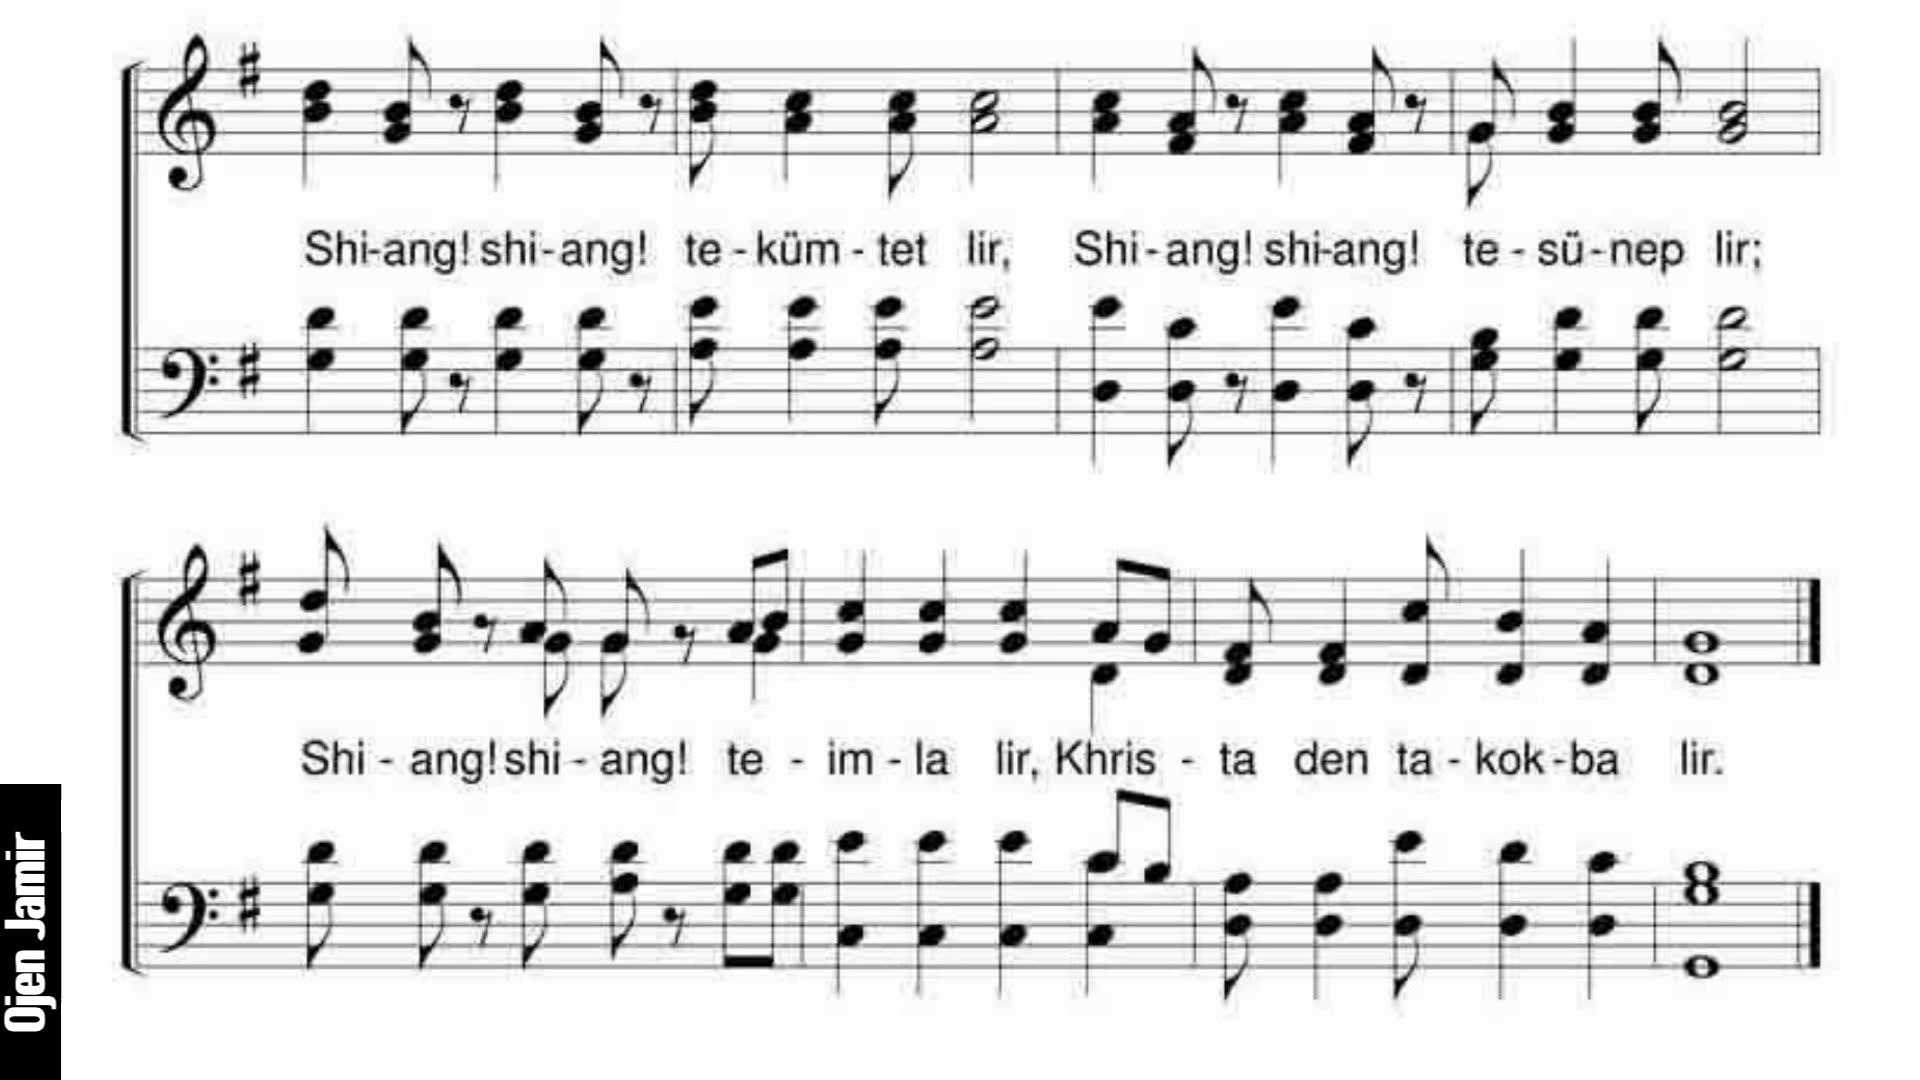 Shi-ang! shi-ang! te-küm-tet lir, Shi-ang! shi-ang! te-sü-nep lir;
Shi-ang! shi-ang! te-im-la lir, Khris-ta den ta-kok-ba lir.
Ojen Jamir